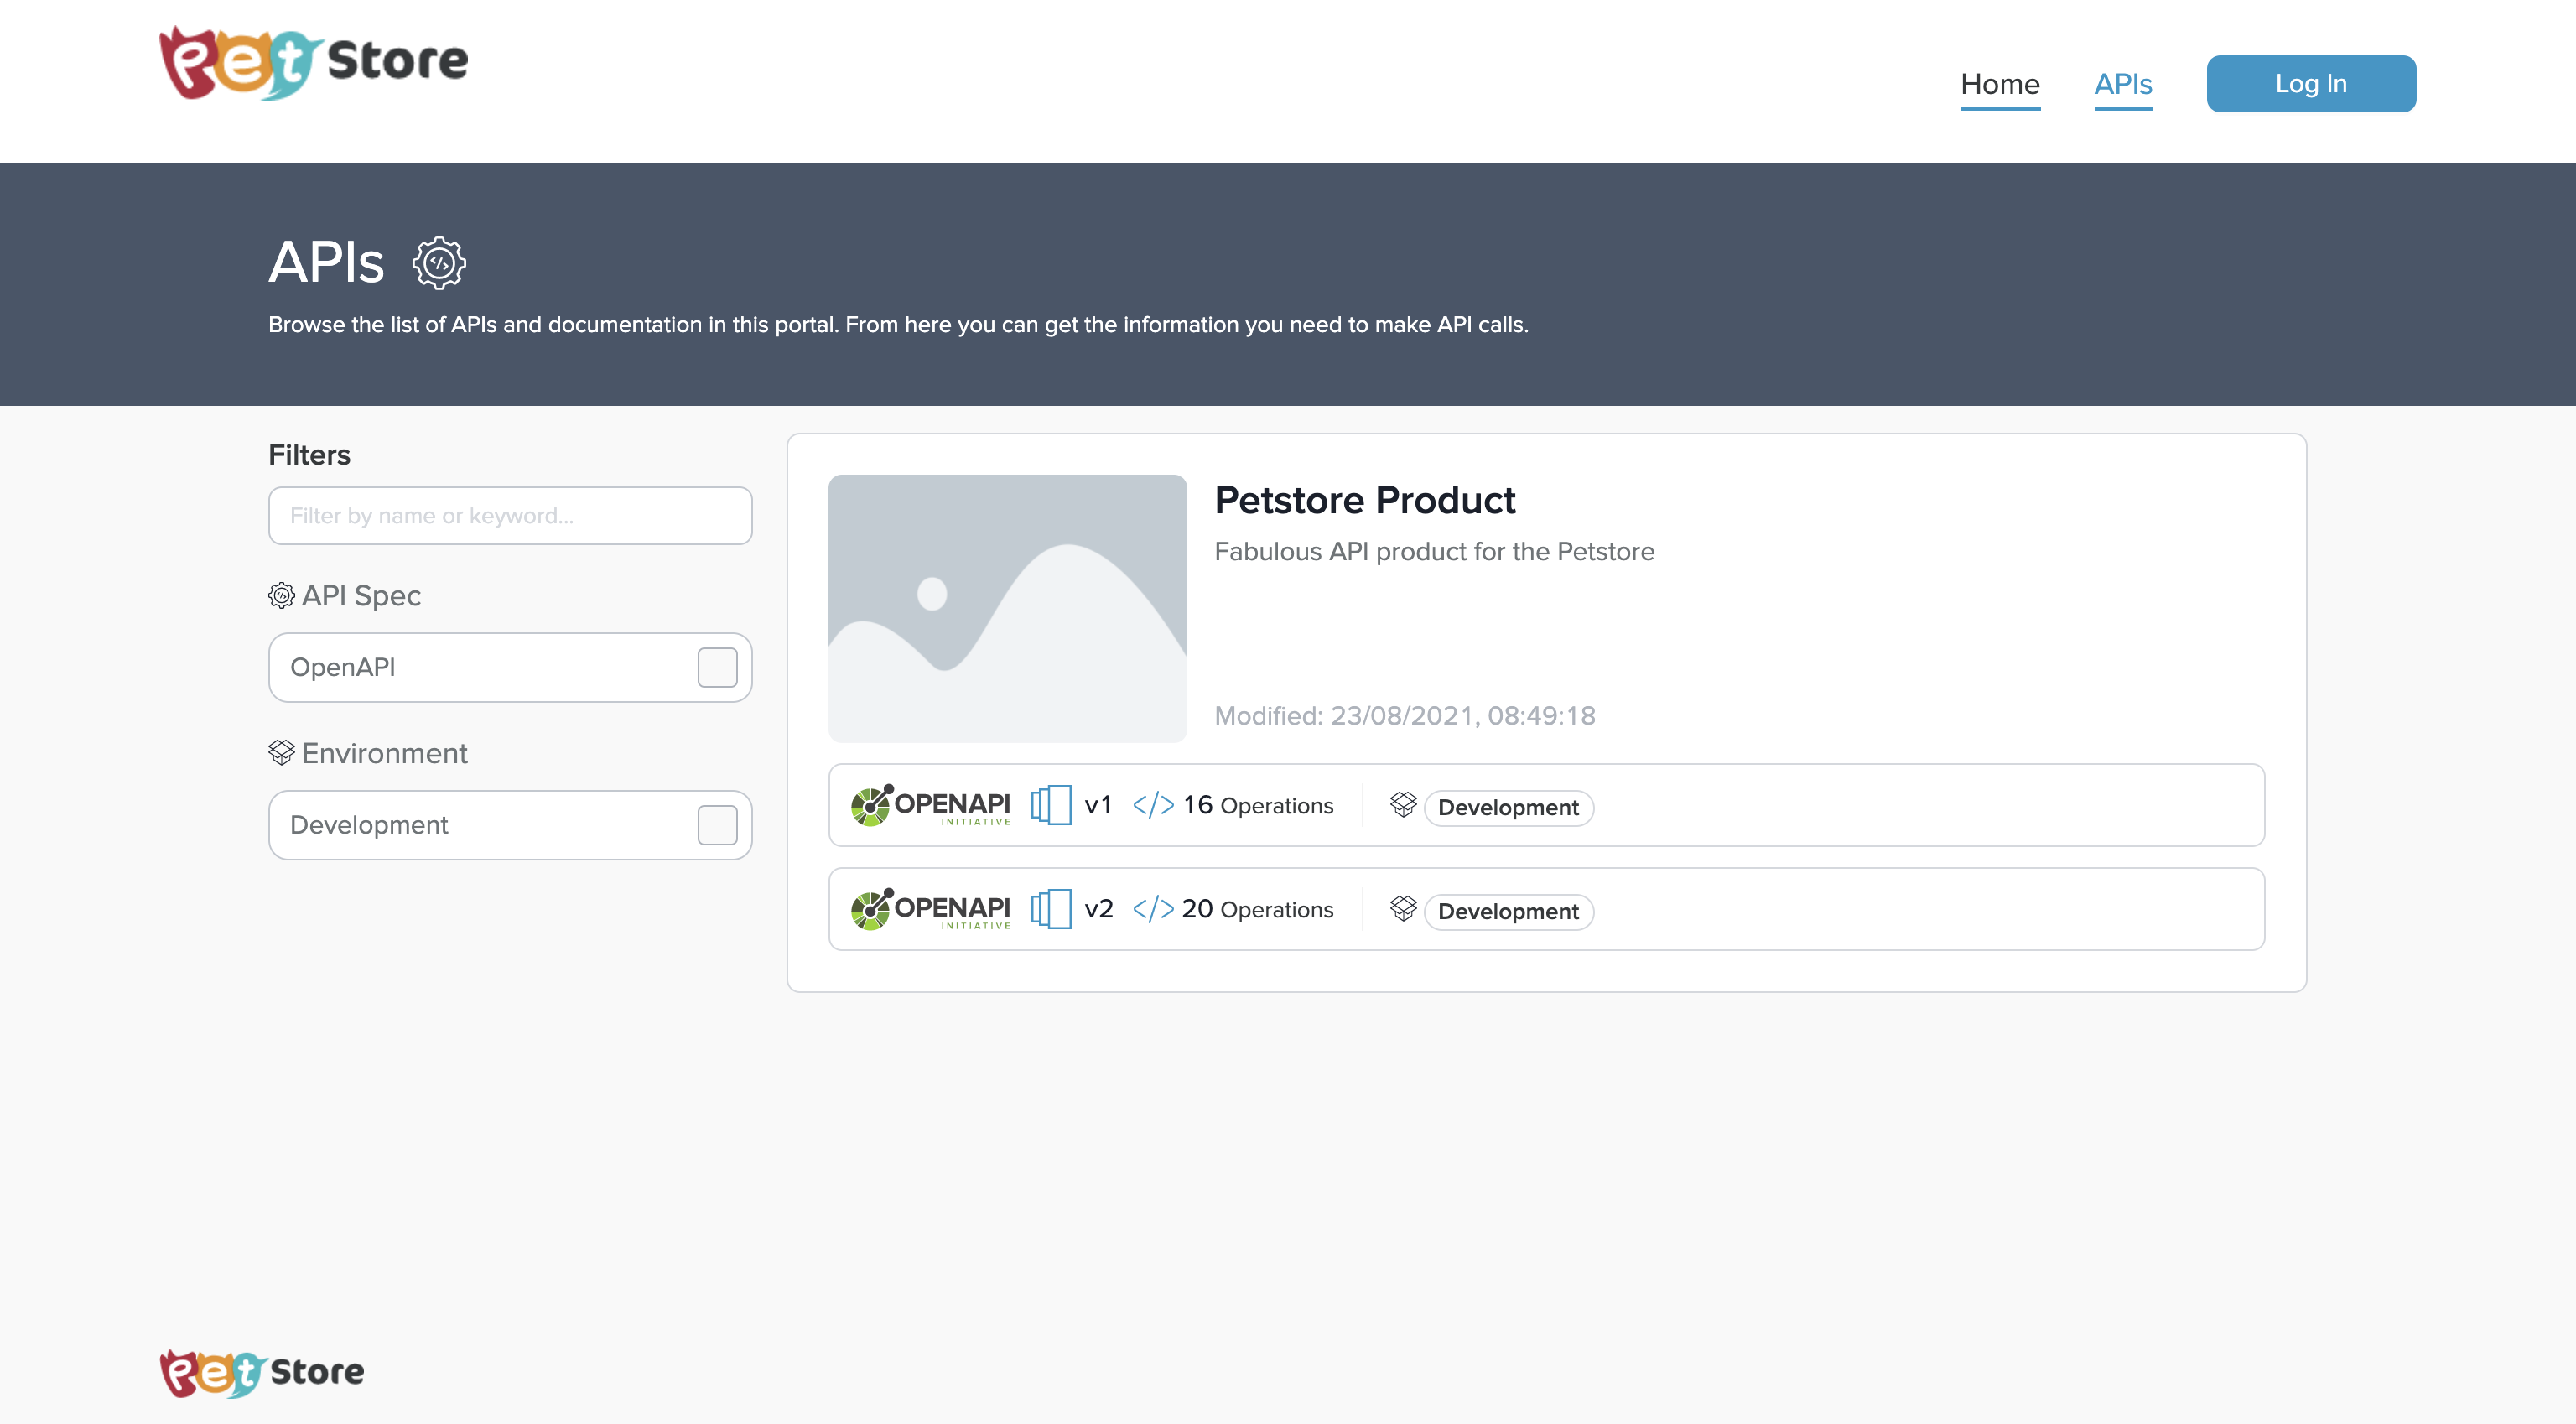 Pet Store
Home APIs Log In
APIs
Browse the list of APIs and documentation in this portal. From here you can get the information you need to make API calls.
Filters
Filter by name or keyword...
API Spec
OpenAPI
Environment
Development
Petstore Product
Fabulous API product for the Petstore
Modified: 23/08/2021, 08:49:18
OPENAPI INITIATIVE v1 </> 16 Operations Development
OPENAPI INITIATIVE v2 </> 20 Operations Development
Pet Store